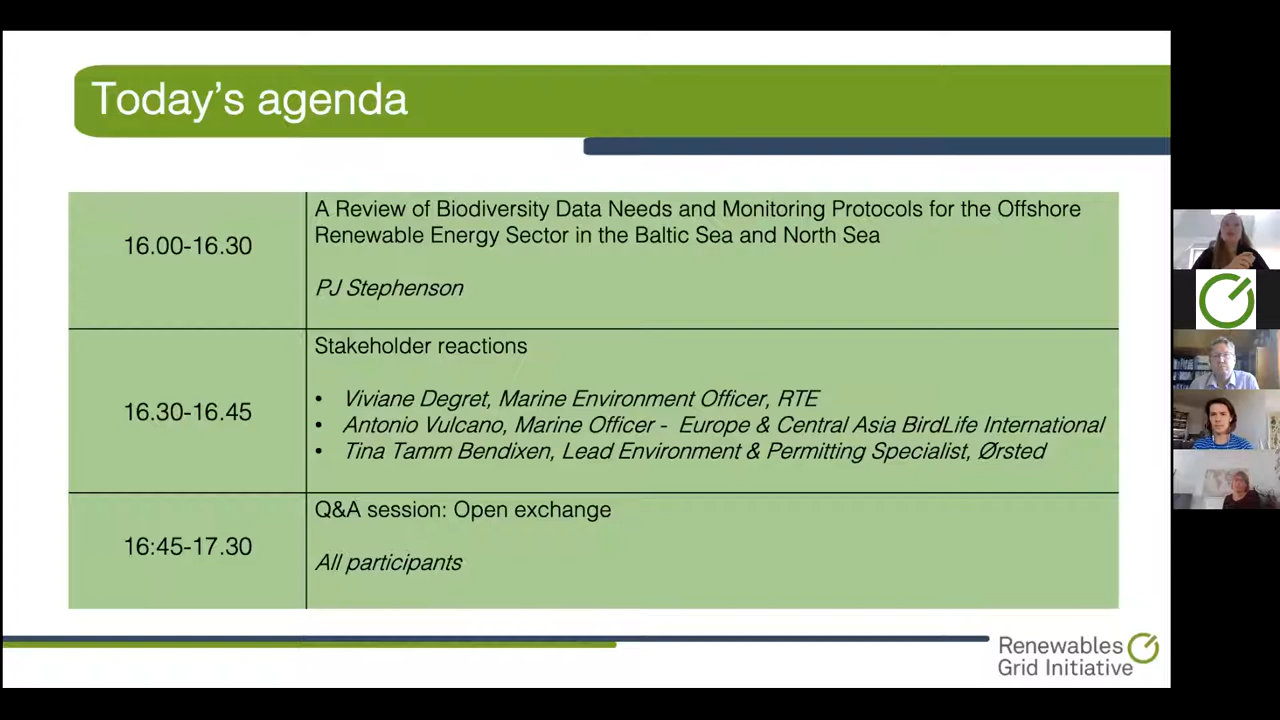 Today's agenda
16.00-16.30
A Review of Biodiversity Data Needs and Monitoring Protocols for the Offshore
Renewable Energy Sector in the Baltic Sea and North Sea
PJ Stephenson
16.30-16.45
Stakeholder reactions
• Viviane Degret, Marine Environment Officer, RTE
• Antonio Vulcano, Marine Officer - Europe & Central Asia BirdLife International
• Tina Tamm Bendixen, Lead Environment & Permitting Specialist, Ørsted
16:45-17.30
Q&A session: Open exchange
All participants
Renewables
Grid Initiative